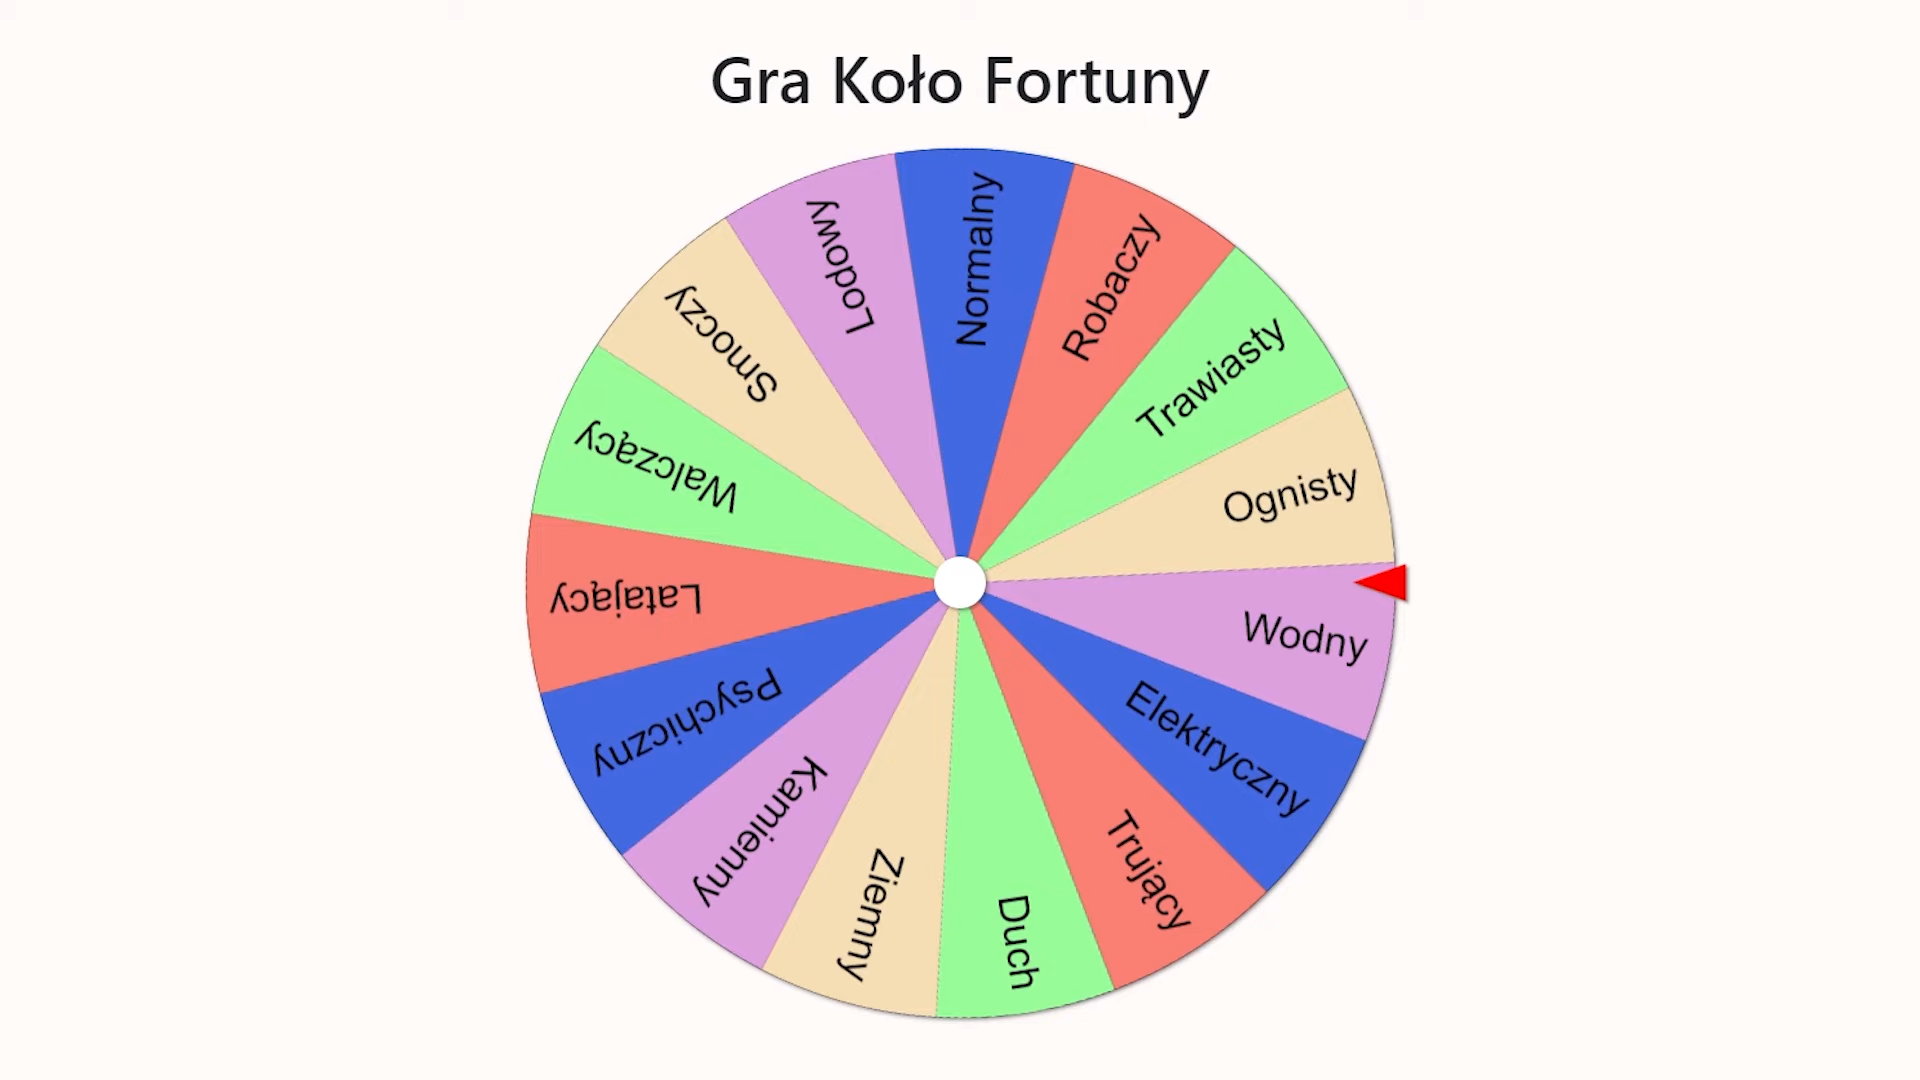 Gra Koło Fortuny
Normalny
Robaczy
Trawiasty
Ognisty
Wodny
Elektryczny
Trujący
Duch
Ziemny
Kamienny
Psychiczny
Latający
Walczący
Smoczy
Lodowy